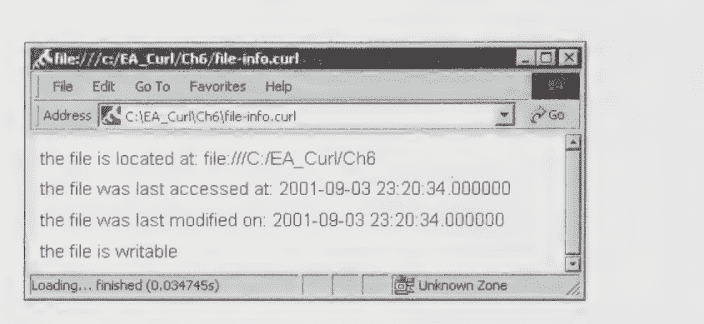 file:///c:/EA_Curl/Ch6/file-info.curl
File Edit Go To Favorites Help
Address C:\EA_Curl\Ch6\file-info.curl Go
the file is located at: file:///C:/EA_Curl/Ch6
the file was last accessed at: 2001-09-03 23:20:34.000000
the file was last modified on: 2001-09-03 23:20:34.000000
the file is writable
Loading... finished (0.034745s) Unknown Zone